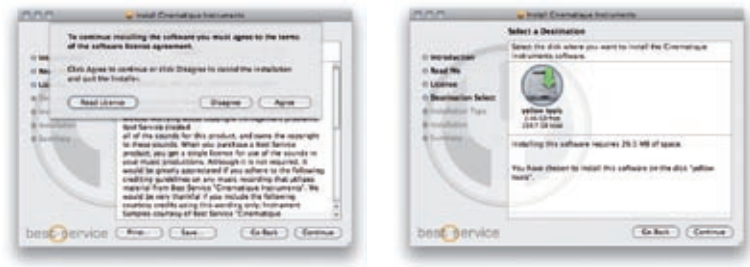 Install Cinematique Instruments
To continue installing the software you must agree to the terms
of the software license agreement.
Click Agree to continue or click Disagree to cancel the installation
and quit the Installer.
Read License
Disagree
Agree
Best Service created
all of the sounds for this product, and owns the copyright
to these sounds. When you purchase a Best Service
product, you get a single license for use of the sounds in
your music productions. Although it is not required, it
would be greatly appreciated if you adhere to the following
crediting guidelines on any music recording that utilizes
material from Best Service "Cinematique Instruments". We
would be very thankful if you include the following
courtesy credits using this wording only: Instrument
Samples courtesy of Best Service "Cinematique
best service
Print...
Save...
Go Back
Continue
Install Cinematique Instruments
Select a Destination
Introduction
Read Me
License
Destination Select
Installation Type
Installation
Summary
Select the disk where you want to install the Cinematique
Instruments software.
yellow tools
Installing this software requires 29.5 MB of space.
You have chosen to install this software on the disk "yellow
tools".
best service
Go Back
Continue